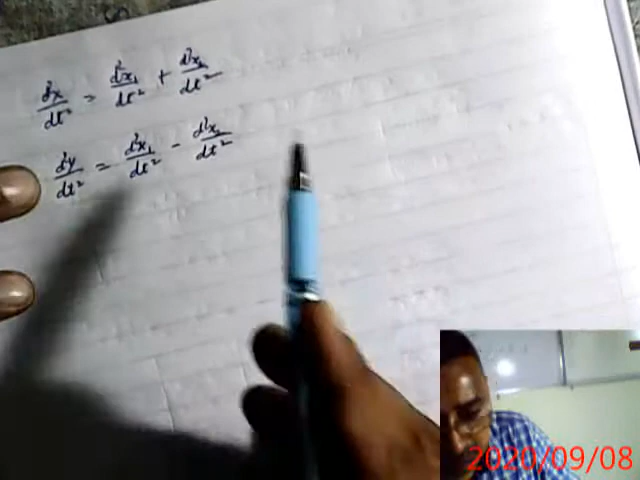 d²x/dt² = d²x₁/dt² + d²x₂/dt²
d²y/dt² = d²x₁/dt² - d²x₂/dt²
2020/09/08